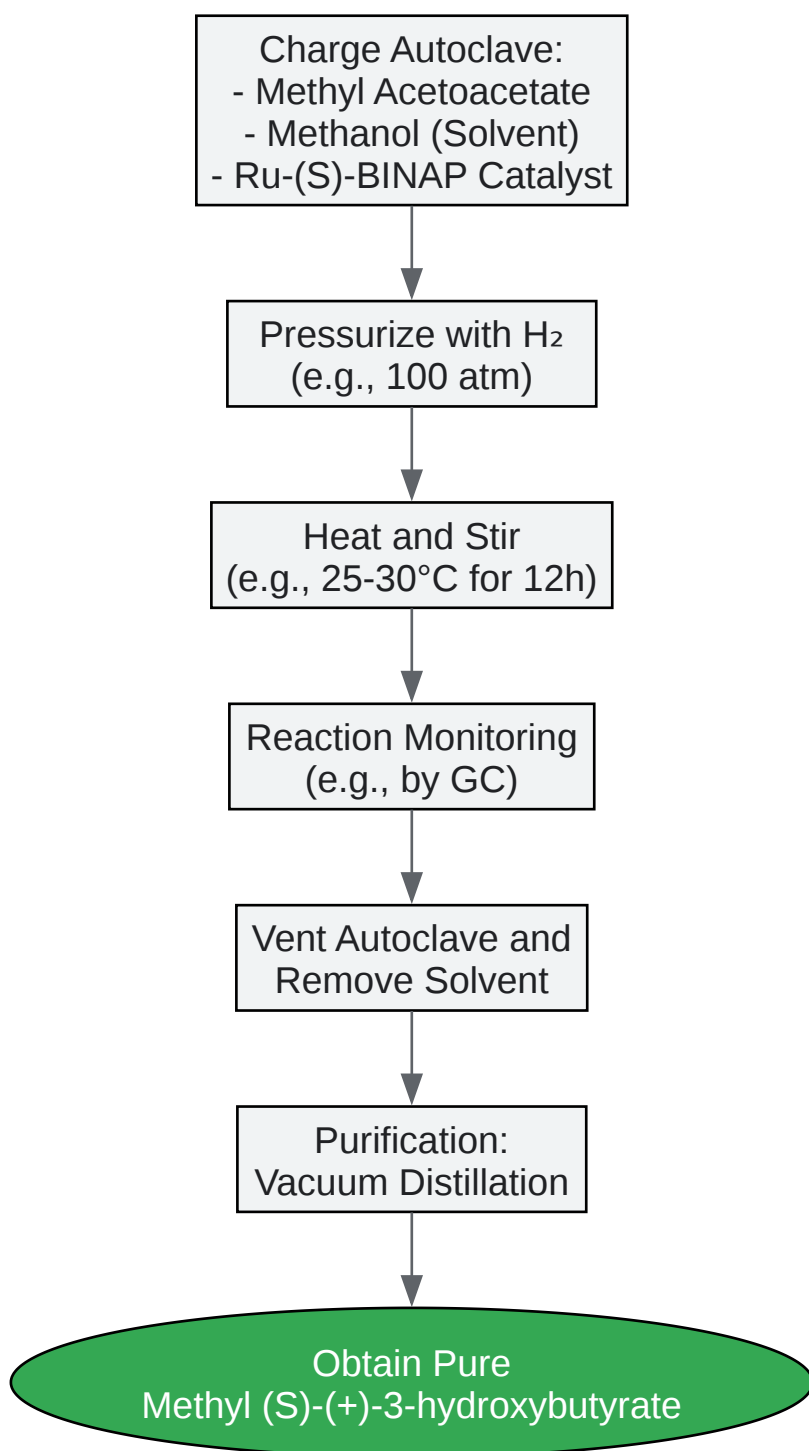 Charge Autoclave:
- Methyl Acetoacetate
- Methanol (Solvent)
- Ru-(S)-BINAP Catalyst
Pressurize with H₂
(e.g., 100 atm)
Heat and Stir
(e.g., 25-30°C for 12h)
Reaction Monitoring
(e.g., by GC)
Vent Autoclave and
Remove Solvent
Purification:
Vacuum Distillation
Obtain Pure
Methyl (S)-(+)-3-hydroxybutyrate